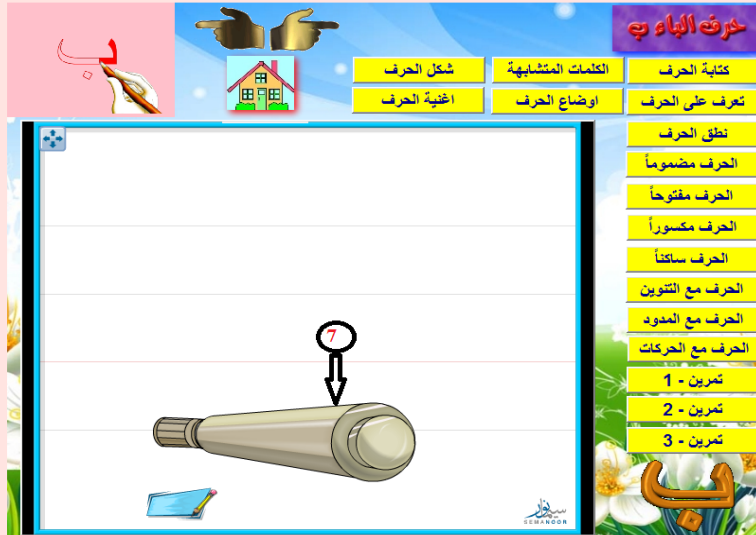 حرف الباء ب
ب
كتابة الحرف
الكلمات المتشابهة
شكل الحرف
تعرف على الحرف
اوضاع الحرف
اغنية الحرف
نطق الحرف
الحرف مضموماً
الحرف مفتوحاً
الحرف مكسوراً
الحرف ساكناً
الحرف مع التنوين
الحرف مع المدود
الحرف مع الحركات
تمرين - 1
تمرين - 2
تمرين - 3
7
سيمانور
SEMANOOR
ب